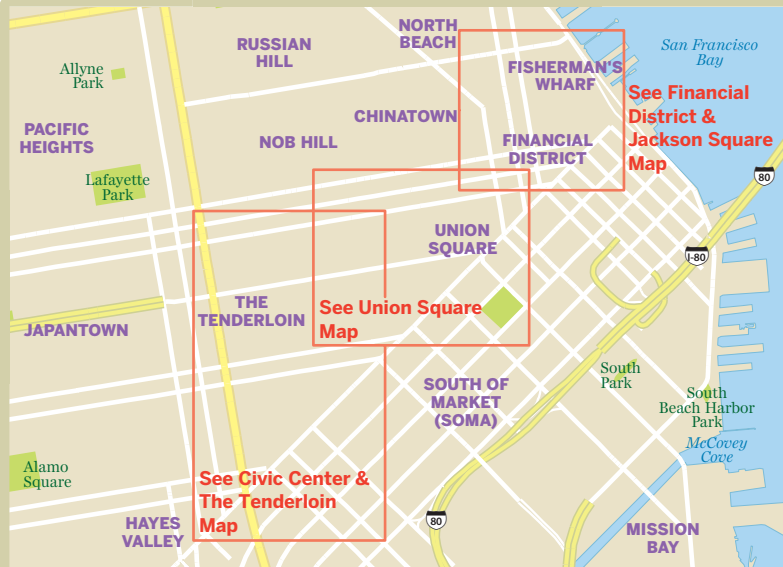 NORTH
BEACH
RUSSIAN
HILL
San Francisco
Bay
Allyne
Park
FISHERMAN'S
WHARF
See Financial
District &
Jackson Square
Map
CHINATOWN
PACIFIC
HEIGHTS
NOB HILL
FINANCIAL
DISTRICT
80
Lafayette
Park
UNION
SQUARE
I-80
THE
TENDERLOIN
See Union Square
Map
JAPANTOWN
SOUTH OF
MARKET
(SOMA)
South
Park
South
Beach Harbor
Park
McCovey
Cove
Alamo
Square
See Civic Center &
The Tenderloin
Map
80
HAYES
VALLEY
MISSION
BAY